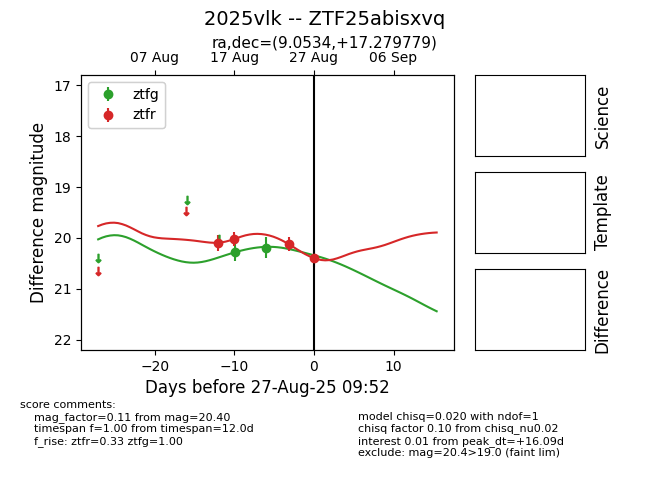 2025vlk -- ZTF25abisxvq
ra,dec=(9.0534,+17.279779)
07 Aug 17 Aug 27 Aug 06 Sep
ztfg
ztfr
17
18
19
20
21
22
Difference magnitude
−20 −10 0 10
Days before 27-Aug-25 09:52
Science
Template
Difference
score comments:
mag_factor=0.11 from mag=20.40
timespan f=1.00 from timespan=12.0d
f_rise: ztfr=0.33 ztfg=1.00
model chisq=0.020 with ndof=1
chisq factor 0.10 from chisq_nu0.02
interest 0.01 from peak_dt=+16.09d
exclude: mag=20.4>19.0 (faint lim)